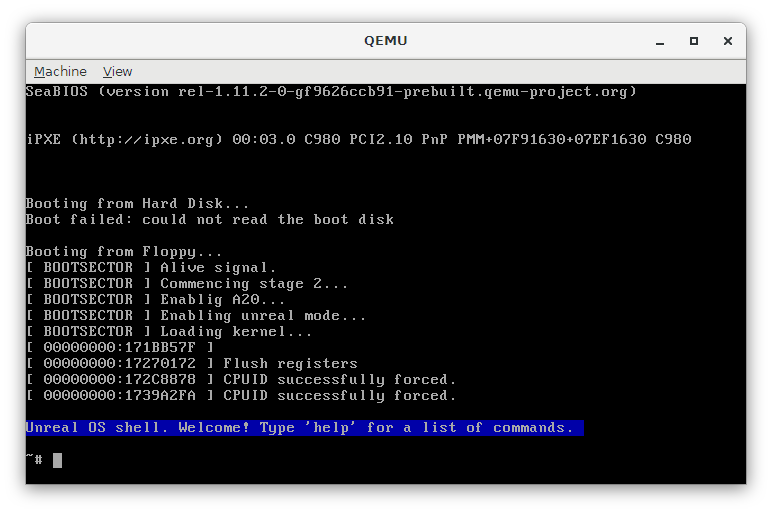 QEMU
Machine View
SeaBIOS (version rel-1.11.2-0-gf9626ccb91-prebuilt.qemu-project.org)
iPXE (http://ipxe.org) 00:03.0 C980 PCI2.10 PnP PMM+07F91630+07EF1630 C980
Booting from Hard Disk...
Boot failed: could not read the boot disk
Booting from Floppy...
[ BOOTSECTOR ] Alive signal.
[ BOOTSECTOR ] Commencing stage 2...
[ BOOTSECTOR ] Enablig A20...
[ BOOTSECTOR ] Enabling unreal mode...
[ BOOTSECTOR ] Loading kernel...
[ 00000000:171BB57F ]
[ 00000000:17270172 ] Flush registers
[ 00000000:172C8878 ] CPUID successfully forced.
[ 00000000:1739A2FA ] CPUID successfully forced.
Unreal OS shell. Welcome! Type 'help' for a list of commands.
~#